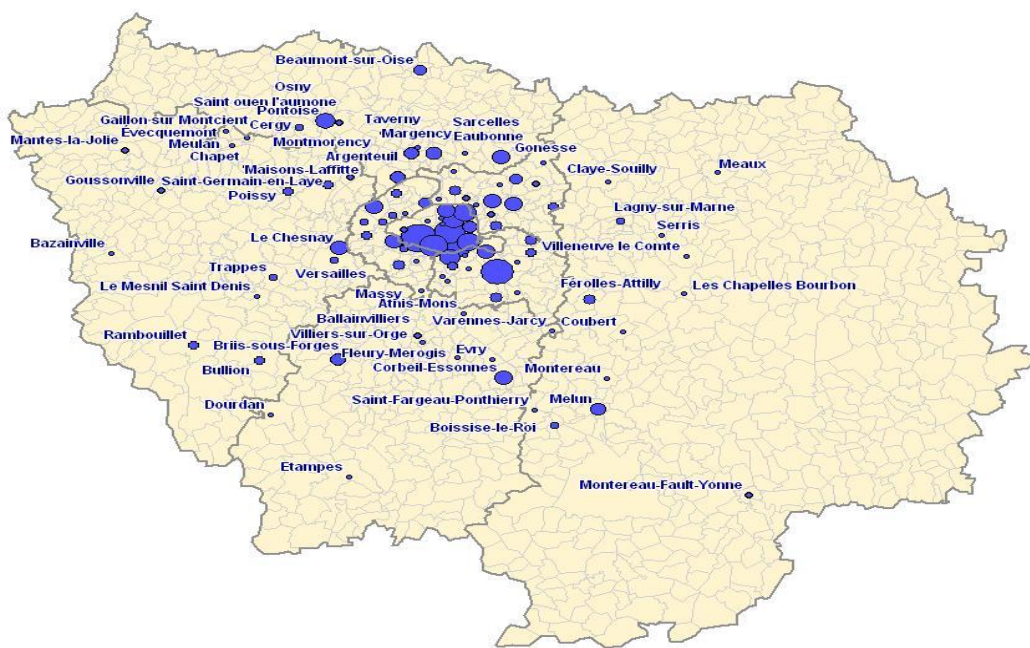 Beaumont-sur-Oise
Osny
Saint ouen l'aumone
Pontoise
Gaillon-sur Montcient
Cergy
Taverny
Sarcelles
Évecquemont
Margency
Eaubonne
Mantes-la-Jolie
Meulan
Montmorency
Gonesse
Chapet
Argenteuil
Maisons-Laffitte
Claye-Souilly
Meaux
Goussonville
Saint-Germain-en-Laye
Poissy
Lagny-sur-Marne
Serris
Bazainville
Le Chesnay
Villeneuve le Comte
Trappes
Versailles
Le Mesnil Saint Denis
Massy
Férolles-Attilly
Les Chapelles Bourbon
Athis-Mons
Ballainvilliers
Varennes-Jarcy
Coubert
Rambouillet
Villiers-sur-Orge
Briis-sous-Forges
Fleury-Merogis
Evry
Bullion
Corbeil-Essonnes
Montereau
Dourdan
Saint-Fargeau-Ponthierry
Melun
Boissise-le-Roi
Etampes
Montereau-Fault-Yonne